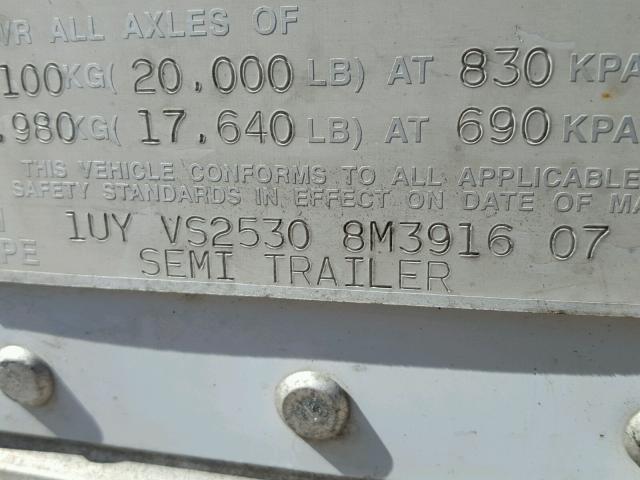 VR ALL AXLES OF
100KG( 20,000 LB) AT 830 KPA
.980KG( 17,640 LB) AT 690 KPA
THIS VEHICLE CONFORMS TO ALL APPLICABLE
SAFETY STANDARDS IN EFFECT ON DATE OF MA
N 1UY VS2530 8M3916 07
PE SEMI TRAILER